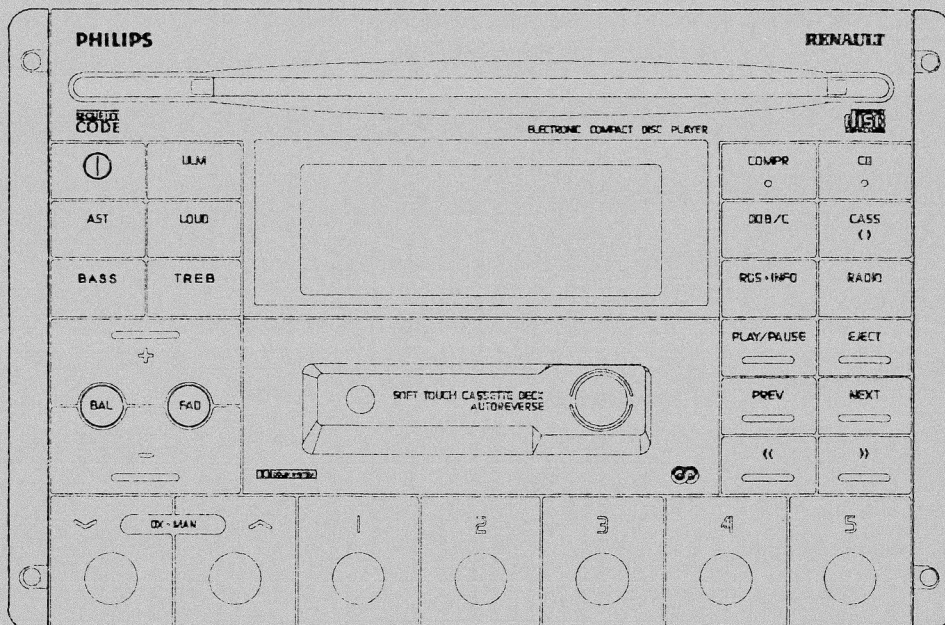 PHILIPS
RENAULT
SECURITY
CODE
ELECTRONIC COMPACT DISC PLAYER
disc
ULM
COMPR
CD
AST
LOUD
DOLBY B/C
CASS
BASS
TREB
RDS•INFO
RADIO
PLAY/PAUSE
EJECT
BAL
FAD
SOFT TOUCH CASSETTE DECK
AUTOREVERSE
PREV
NEXT
DX-MAN
1
2
3
4
5